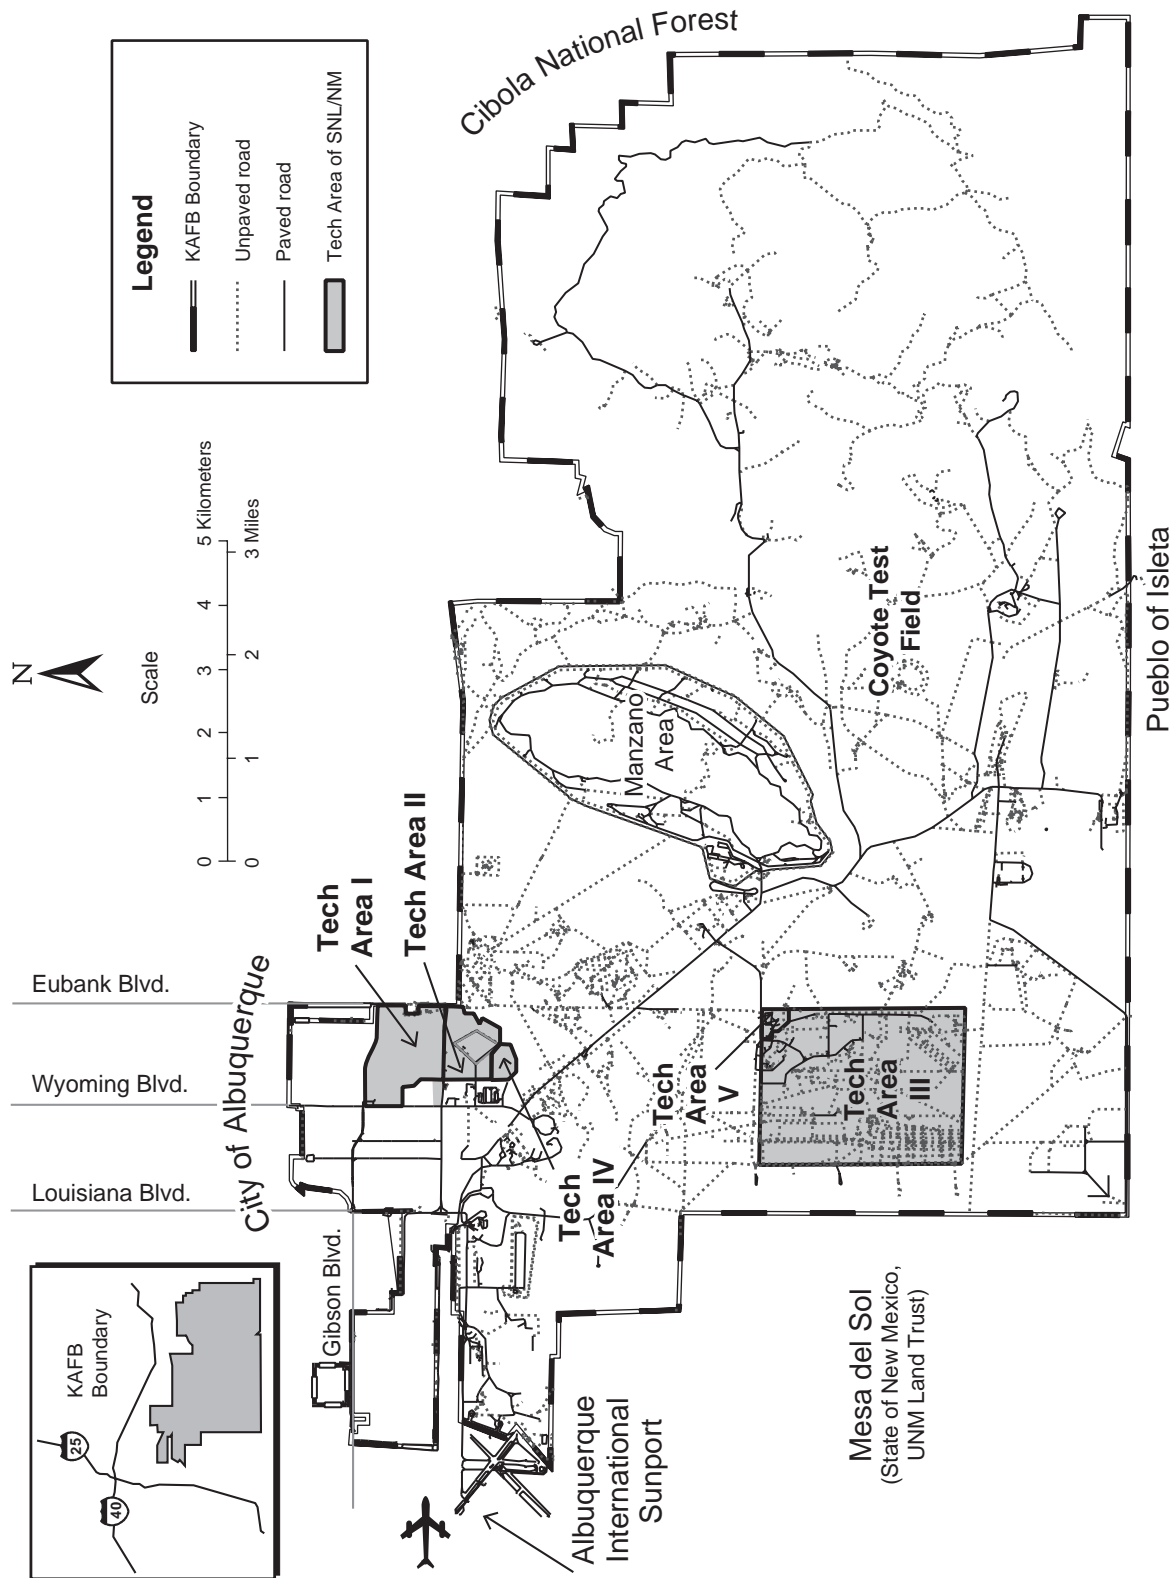 KAFB
Boundary
25
40
Louisiana Blvd.
Wyoming Blvd.
Eubank Blvd.
City of Albuquerque
Gibson Blvd.
N
Scale
0 1 2 3 4 5 Kilometers
0 1 2 3 Miles
Legend
KAFB Boundary
Unpaved road
Paved road
Tech Area of SNL/NM
Cibola National Forest
Tech
Area I
Tech Area II
Manzano
Area
Tech
Area IV
Tech
Area
V
Tech
Area
III
Coyote Test
Field
Albuquerque
International
Sunport
Mesa del Sol
(State of New Mexico,
UNM Land Trust)
Pueblo of Isleta